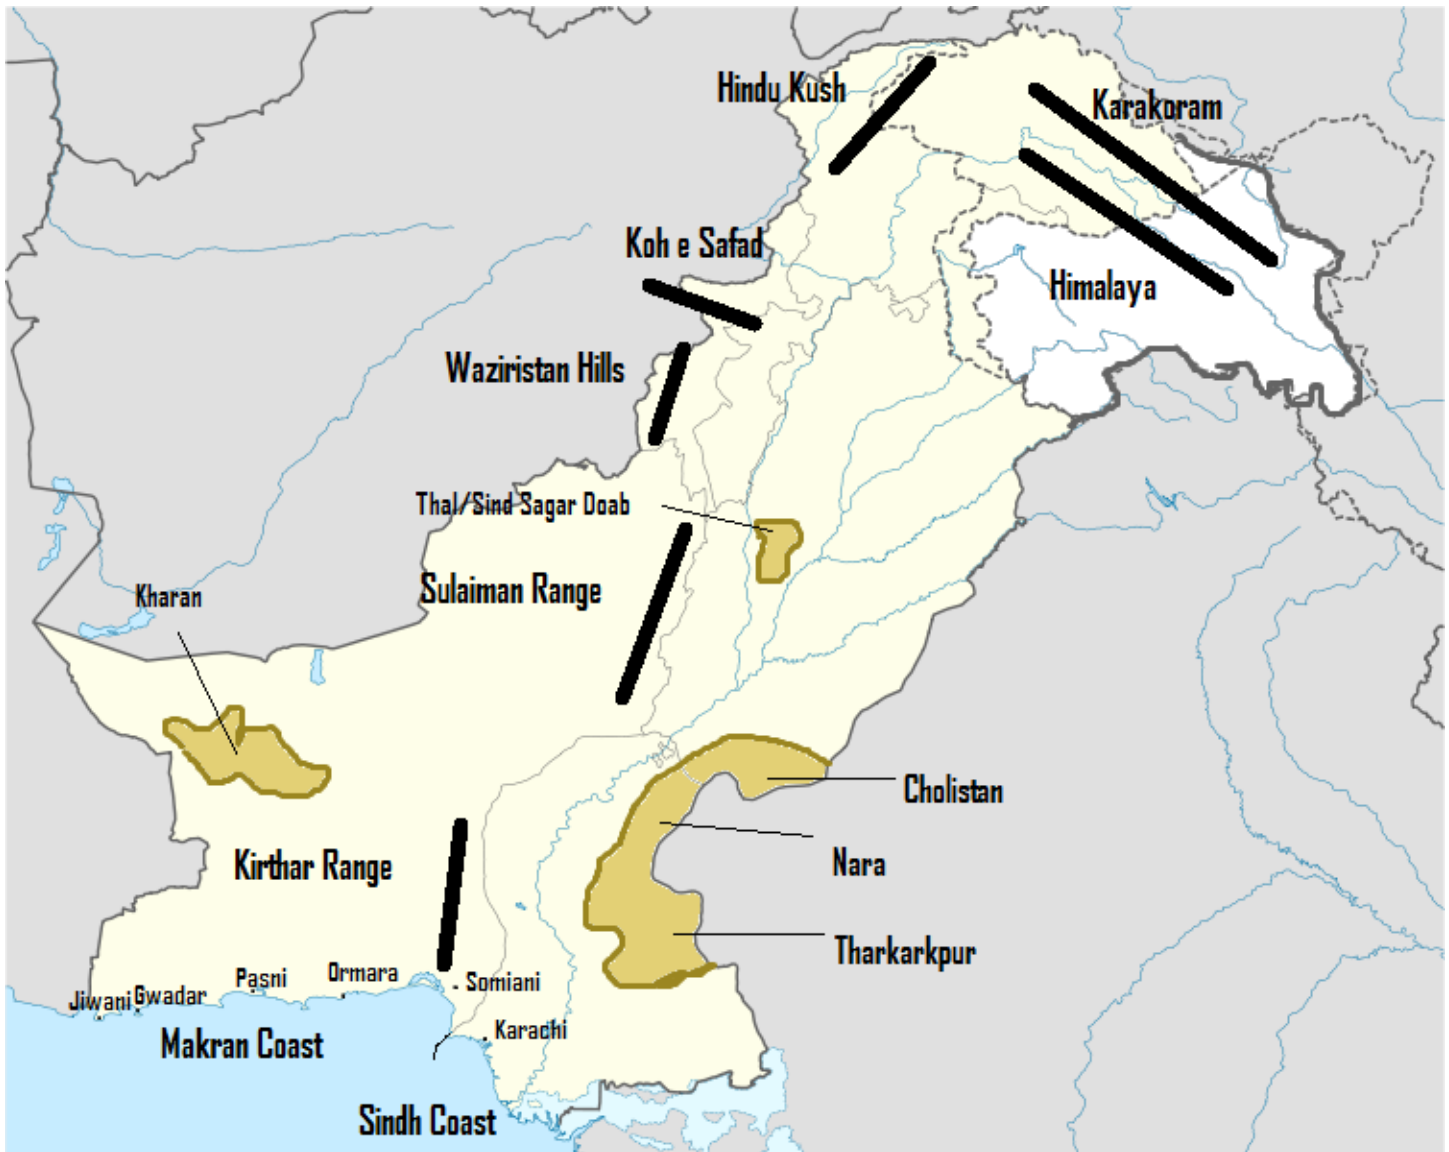 Hindu Kush
Karakoram
Koh e Safad
Himalaya
Waziristan Hills
Thal/Sind Sagar Doab
Sulaiman Range
Kharan
Cholistan
Kirthar Range
Nara
Tharkarkpur
Pasni
Ormara
Somiani
Jiwani
Gwadar
Karachi
Makran Coast
Sindh Coast